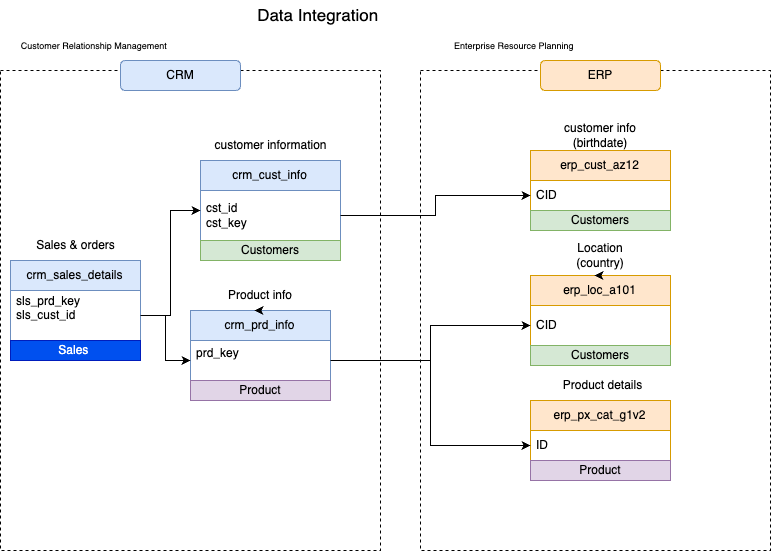 Data Integration
Customer Relationship Management
Enterprise Resource Planning
CRM
ERP
customer information
crm_cust_info
cst_id
cst_key
Customers
Sales & orders
crm_sales_details
sls_prd_key
sls_cust_id
Sales
Product info
crm_prd_info
prd_key
Product
customer info
(birthdate)
erp_cust_az12
CID
Customers
Location
(country)
erp_loc_a101
CID
Customers
Product details
erp_px_cat_g1v2
ID
Product